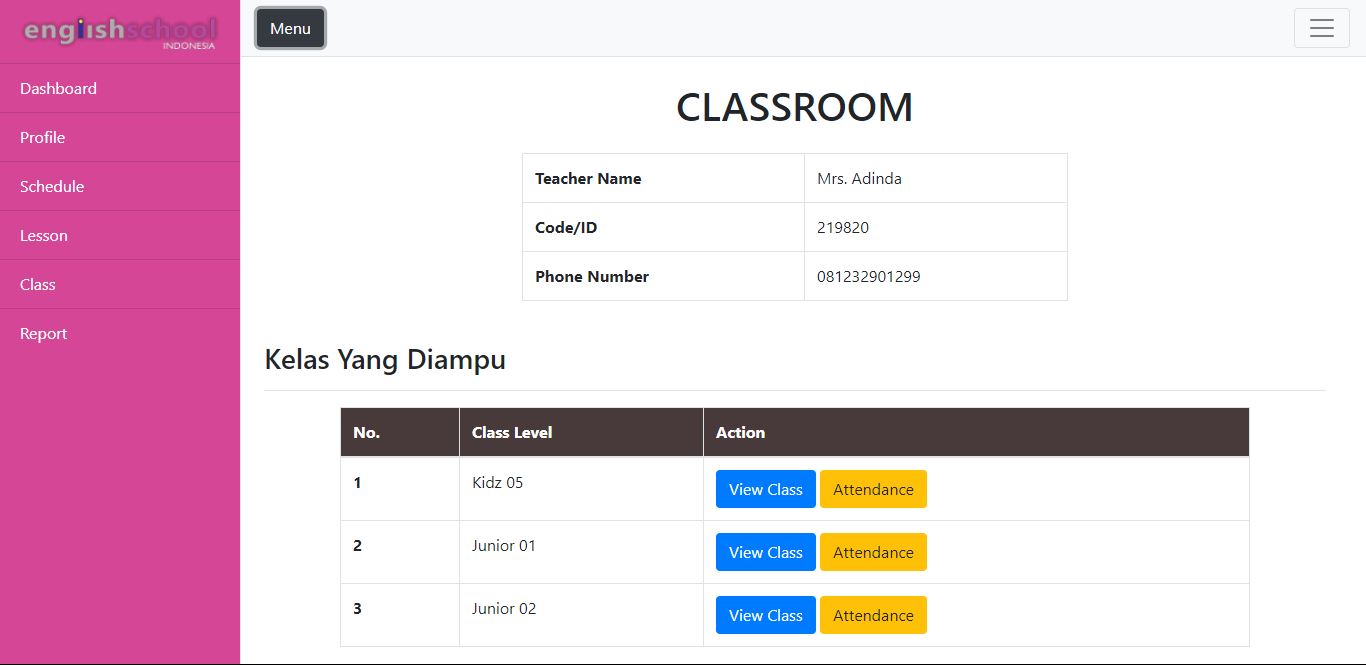 englishschool
INDONESIA
Menu
Dashboard
Profile
Schedule
Lesson
Class
Report
CLASSROOM
Teacher Name Mrs. Adinda
Code/ID 219820
Phone Number 081232901299
Kelas Yang Diampu
No. Class Level Action
1 Kidz 05 View Class Attendance
2 Junior 01 View Class Attendance
3 Junior 02 View Class Attendance